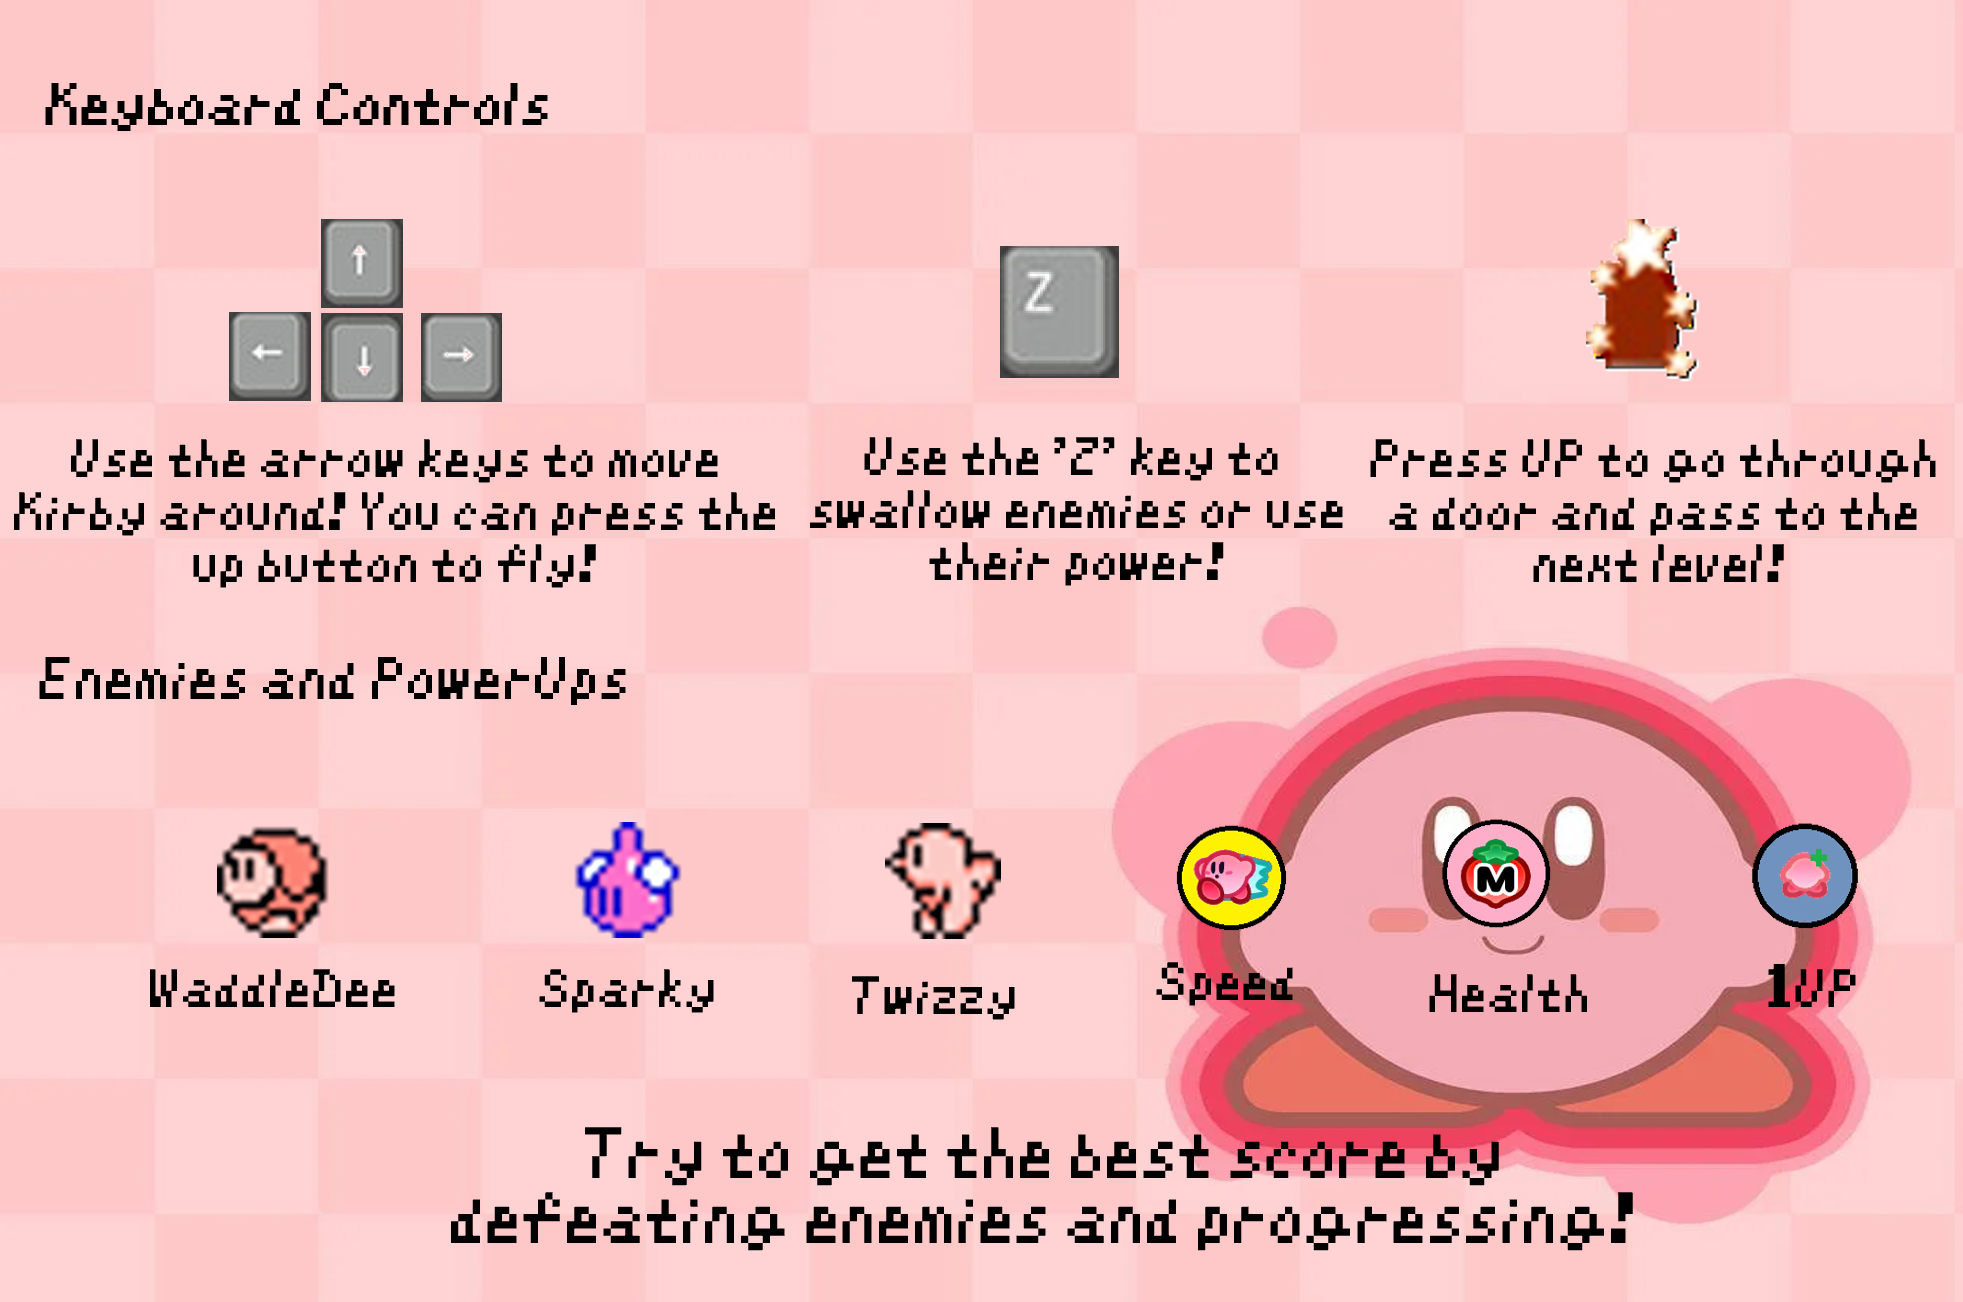 Keyboard Controls
↑
← ↓ →
Z
Use the arrow keys to move
Kirby around! You can press the
up button to fly!
Use the 'Z' key to
swallow enemies or use
their power!
Press UP to go through
a door and pass to the
next level!
Enemies and PowerUps
M
WaddleDee
Sparky
Twizzy
Speed
Health
1UP
Try to get the best score by
defeating enemies and progressing!